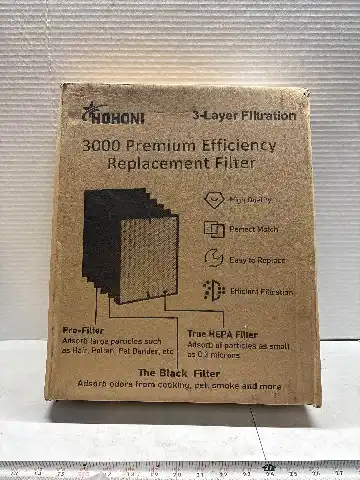 HOHONI
3-Layer Filtration
3000 Premium Efficiency
Replacement Filter
High Quality
Perfect Match
Easy to Replace
Efficient Filtration
Pre-Filter
Adsorb large particles such
as Hair, Pollen, Pet Dander, etc
True HEPA Filter
Adsorb of particles as small
as 0.3 microns
The Black Filter
Adsorb odors from cooking, pet, smoke and more